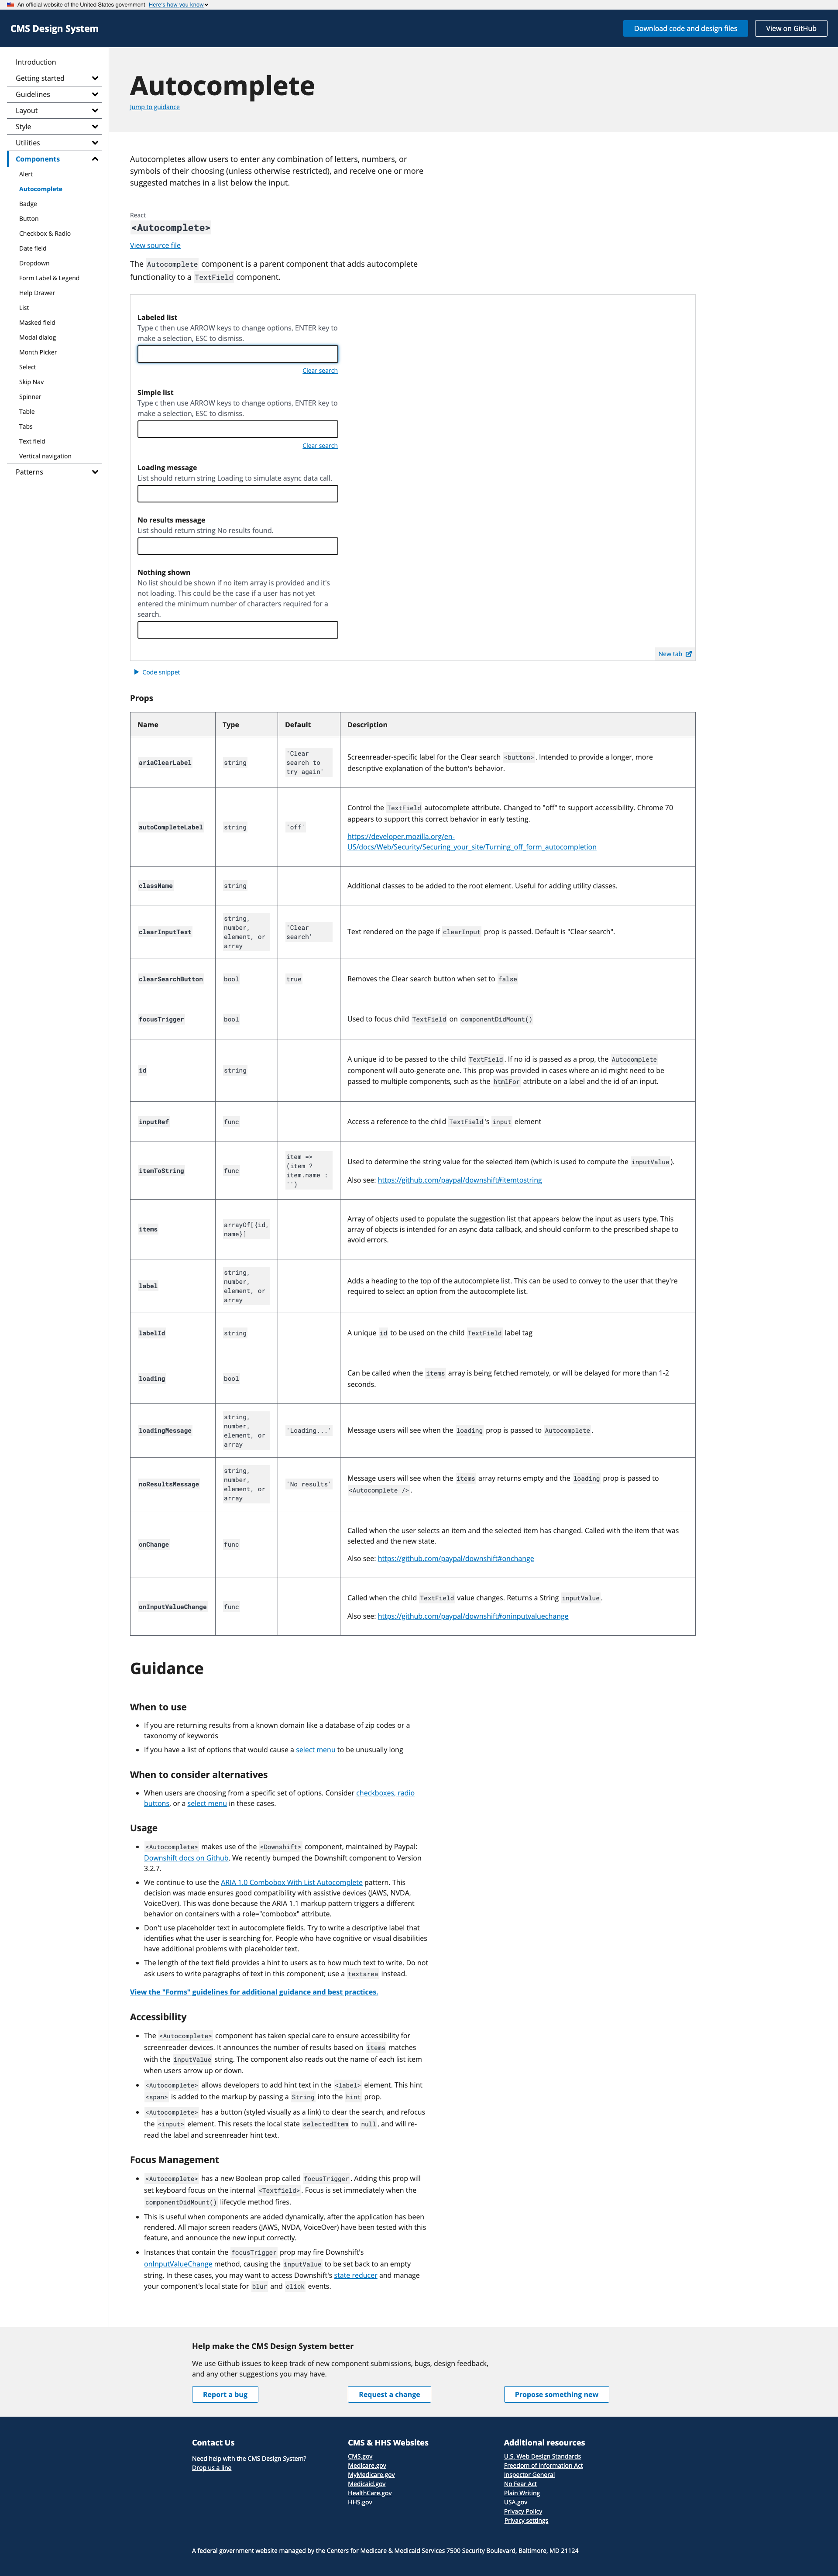 An official website of the United States government Here's how you know
CMS Design System
Download code and design files
View on GitHub
Introduction
Getting started
Guidelines
Layout
Style
Utilities
Components
Alert
Autocomplete
Badge
Button
Checkbox & Radio
Date field
Dropdown
Form Label & Legend
Help Drawer
List
Masked field
Modal dialog
Month Picker
Select
Skip Nav
Spinner
Table
Tabs
Text field
Vertical navigation
Patterns
Autocomplete
Jump to guidance
Autocompletes allow users to enter any combination of letters, numbers, or
symbols of their choosing (unless otherwise restricted), and receive one or more
suggested matches in a list below the input.
React
<Autocomplete>
View source file
The Autocomplete component is a parent component that adds autocomplete
functionality to a TextField component.
Labeled list
Type c then use ARROW keys to change options, ENTER key to
make a selection, ESC to dismiss.
Clear search
Simple list
Type c then use ARROW keys to change options, ENTER key to
make a selection, ESC to dismiss.
Clear search
Loading message
List should return string Loading to simulate async data call.
No results message
List should return string No results found.
Nothing shown
No list should be shown if no item array is provided and it's
not loading. This could be the case if a user has not yet
entered the minimum number of characters required for a
search.
New tab
Code snippet
Props
Name Type Default Description
ariaClearLabel string 'Clear search to try again' Screenreader-specific label for the Clear search <button>. Intended to provide a longer, more
descriptive explanation of the button's behavior.
autoCompleteLabel string 'off' Control the TextField autocomplete attribute. Changed to "off" to support accessibility. Chrome 70
appears to support this correct behavior in early testing.
https://developer.mozilla.org/en-
US/docs/Web/Security/Securing_your_site/Turning_off_form_autocompletion
className string Additional classes to be added to the root element. Useful for adding utility classes.
clearInputText string, number, element, or array 'Clear search' Text rendered on the page if clearInput prop is passed. Default is "Clear search".
clearSearchButton bool true Removes the Clear search button when set to false
focusTrigger bool Used to focus child TextField on componentDidMount()
id string A unique id to be passed to the child TextField. If no id is passed as a prop, the Autocomplete
component will auto-generate one. This prop was provided in cases where an id might need to be
passed to multiple components, such as the htmlFor attribute on a label and the id of an input.
inputRef func Access a reference to the child TextField's input element
itemToString func item => (item ? item.name : '') Used to determine the string value for the selected item (which is used to compute the inputValue).
Also see: https://github.com/paypal/downshift#itemtostring
items arrayOf[{id, name}] Array of objects used to populate the suggestion list that appears below the input as users type. This
array of objects is intended for an async data callback, and should conform to the prescribed shape to
avoid errors.
label string, number, element, or array Adds a heading to the top of the autocomplete list. This can be used to convey to the user that they're
required to select an option from the autocomplete list.
labelId string A unique id to be used on the child TextField label tag
loading bool Can be called when the items array is being fetched remotely, or will be delayed for more than 1-2
seconds.
loadingMessage string, number, element, or array 'Loading...' Message users will see when the loading prop is passed to Autocomplete.
noResultsMessage string, number, element, or array 'No results' Message users will see when the items array returns empty and the loading prop is passed to
<Autocomplete />.
onChange func Called when the user selects an item and the selected item has changed. Called with the item that was
selected and the new state.
Also see: https://github.com/paypal/downshift#onchange
onInputValueChange func Called when the child TextField value changes. Returns a String inputValue.
Also see: https://github.com/paypal/downshift#oninputvaluechange
Guidance
When to use
• If you are returning results from a known domain like a database of zip codes or a
taxonomy of keywords
• If you have a list of options that would cause a select menu to be unusually long
When to consider alternatives
• When users are choosing from a specific set of options. Consider checkboxes, radio
buttons, or a select menu in these cases.
Usage
• <Autocomplete> makes use of the <Downshift> component, maintained by Paypal:
Downshift docs on Github. We recently bumped the Downshift component to Version
3.2.7.
• We continue to use the ARIA 1.0 Combobox With List Autocomplete pattern. This
decision was made ensures good compatibility with assistive devices (JAWS, NVDA,
VoiceOver). This was done because the ARIA 1.1 markup pattern triggers a different
behavior on containers with a role="combobox" attribute.
• Don't use placeholder text in autocomplete fields. Try to write a descriptive label that
identifies what the user is searching for. People who have cognitive or visual disabilities
have additional problems with placeholder text.
• The length of the text field provides a hint to users as to how much text to write. Do not
ask users to write paragraphs of text in this component; use a textarea instead.
View the "Forms" guidelines for additional guidance and best practices.
Accessibility
• The <Autocomplete> component has taken special care to ensure accessibility for
screenreader devices. It announces the number of results based on items matches
with the inputValue string. The component also reads out the name of each list item
when users arrow up or down.
• <Autocomplete> allows developers to add hint text in the <label> element. This hint
<span> is added to the markup by passing a String into the hint prop.
• <Autocomplete> has a button (styled visually as a link) to clear the search, and refocus
the <input> element. This resets the local state selectedItem to null, and will re-
read the label and screenreader hint text.
Focus Management
• <Autocomplete> has a new Boolean prop called focusTrigger. Adding this prop will
set keyboard focus on the internal <Textfield>. Focus is set immediately when the
componentDidMount() lifecycle method fires.
• This is useful when components are added dynamically, after the application has been
rendered. All major screen readers (JAWS, NVDA, VoiceOver) have been tested with this
feature, and announce the new input correctly.
• Instances that contain the focusTrigger prop may fire Downshift's
onInputValueChange method, causing the inputValue to be set back to an empty
string. In these cases, you may want to access Downshift's state reducer and manage
your component's local state for blur and click events.
Help make the CMS Design System better
We use Github issues to keep track of new component submissions, bugs, design feedback,
and any other suggestions you may have.
Report a bug
Request a change
Propose something new
Contact Us
Need help with the CMS Design System?
Drop us a line
CMS & HHS Websites
CMS.gov
Medicare.gov
MyMedicare.gov
Medicaid.gov
HealthCare.gov
HHS.gov
Additional resources
U.S. Web Design Standards
Freedom of Information Act
Inspector General
No Fear Act
Plain Writing
USA.gov
Privacy Policy
Privacy settings
A federal government website managed by the Centers for Medicare & Medicaid Services 7500 Security Boulevard, Baltimore, MD 21124